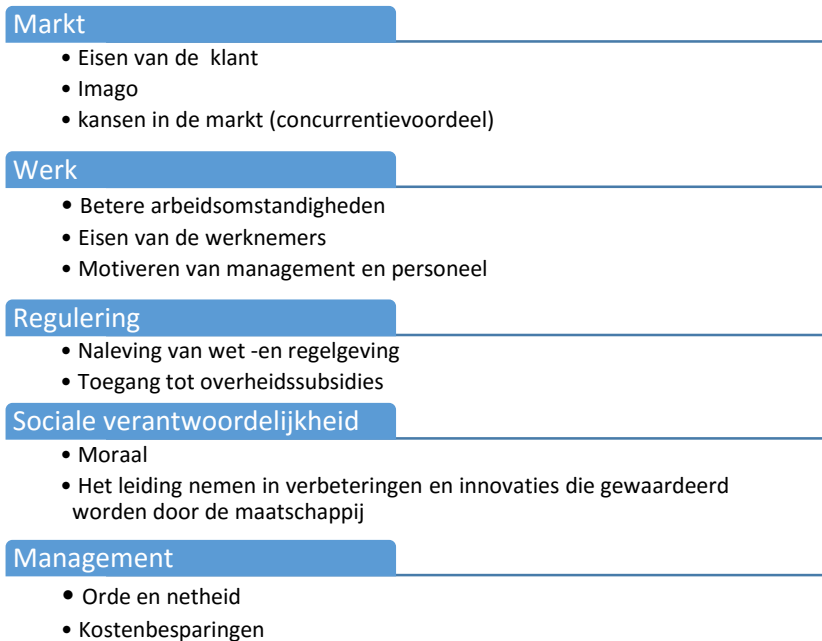 Markt
• Eisen van de klant
• Imago
• kansen in de markt (concurrentievoordeel)
Werk
• Betere arbeidsomstandigheden
• Eisen van de werknemers
• Motiveren van management en personeel
Regulering
• Naleving van wet -en regelgeving
• Toegang tot overheidssubsidies
Sociale verantwoordelijkheid
• Moraal
• Het leiding nemen in verbeteringen en innovaties die gewaardeerd
worden door de maatschappij
Management
• Orde en netheid
• Kostenbesparingen